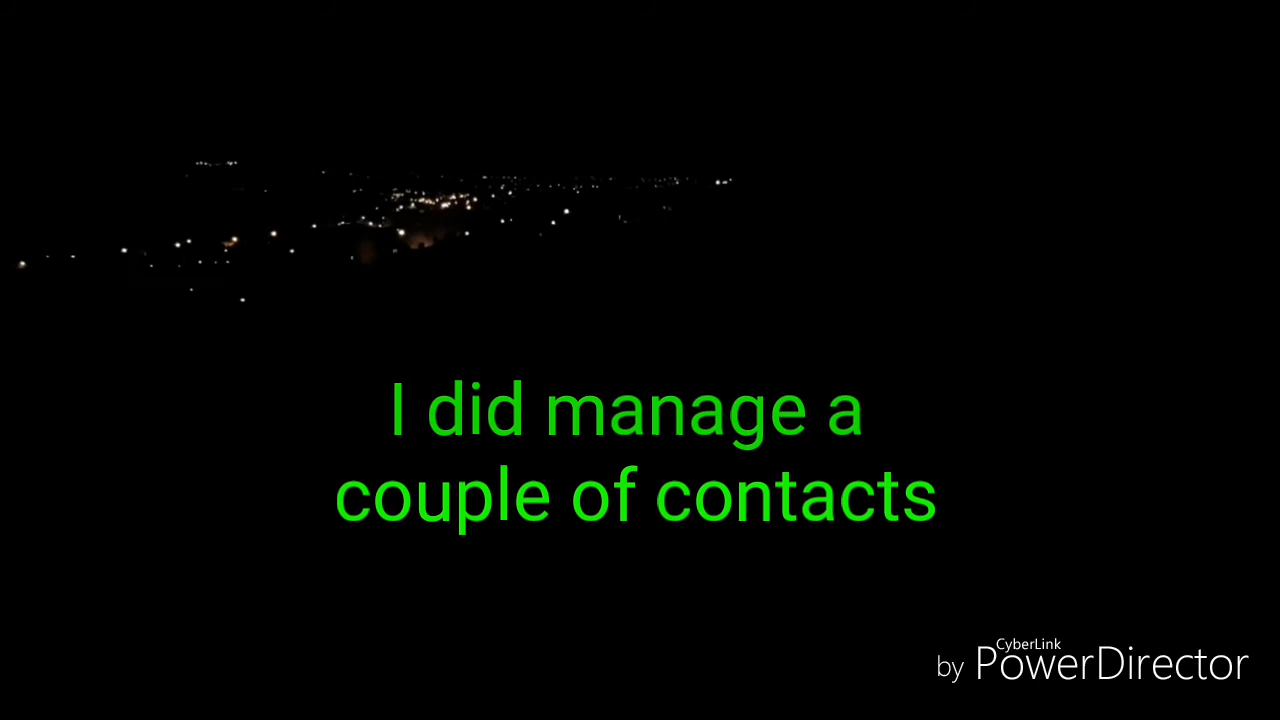 I did manage a
couple of contacts
CyberLink
by PowerDirector